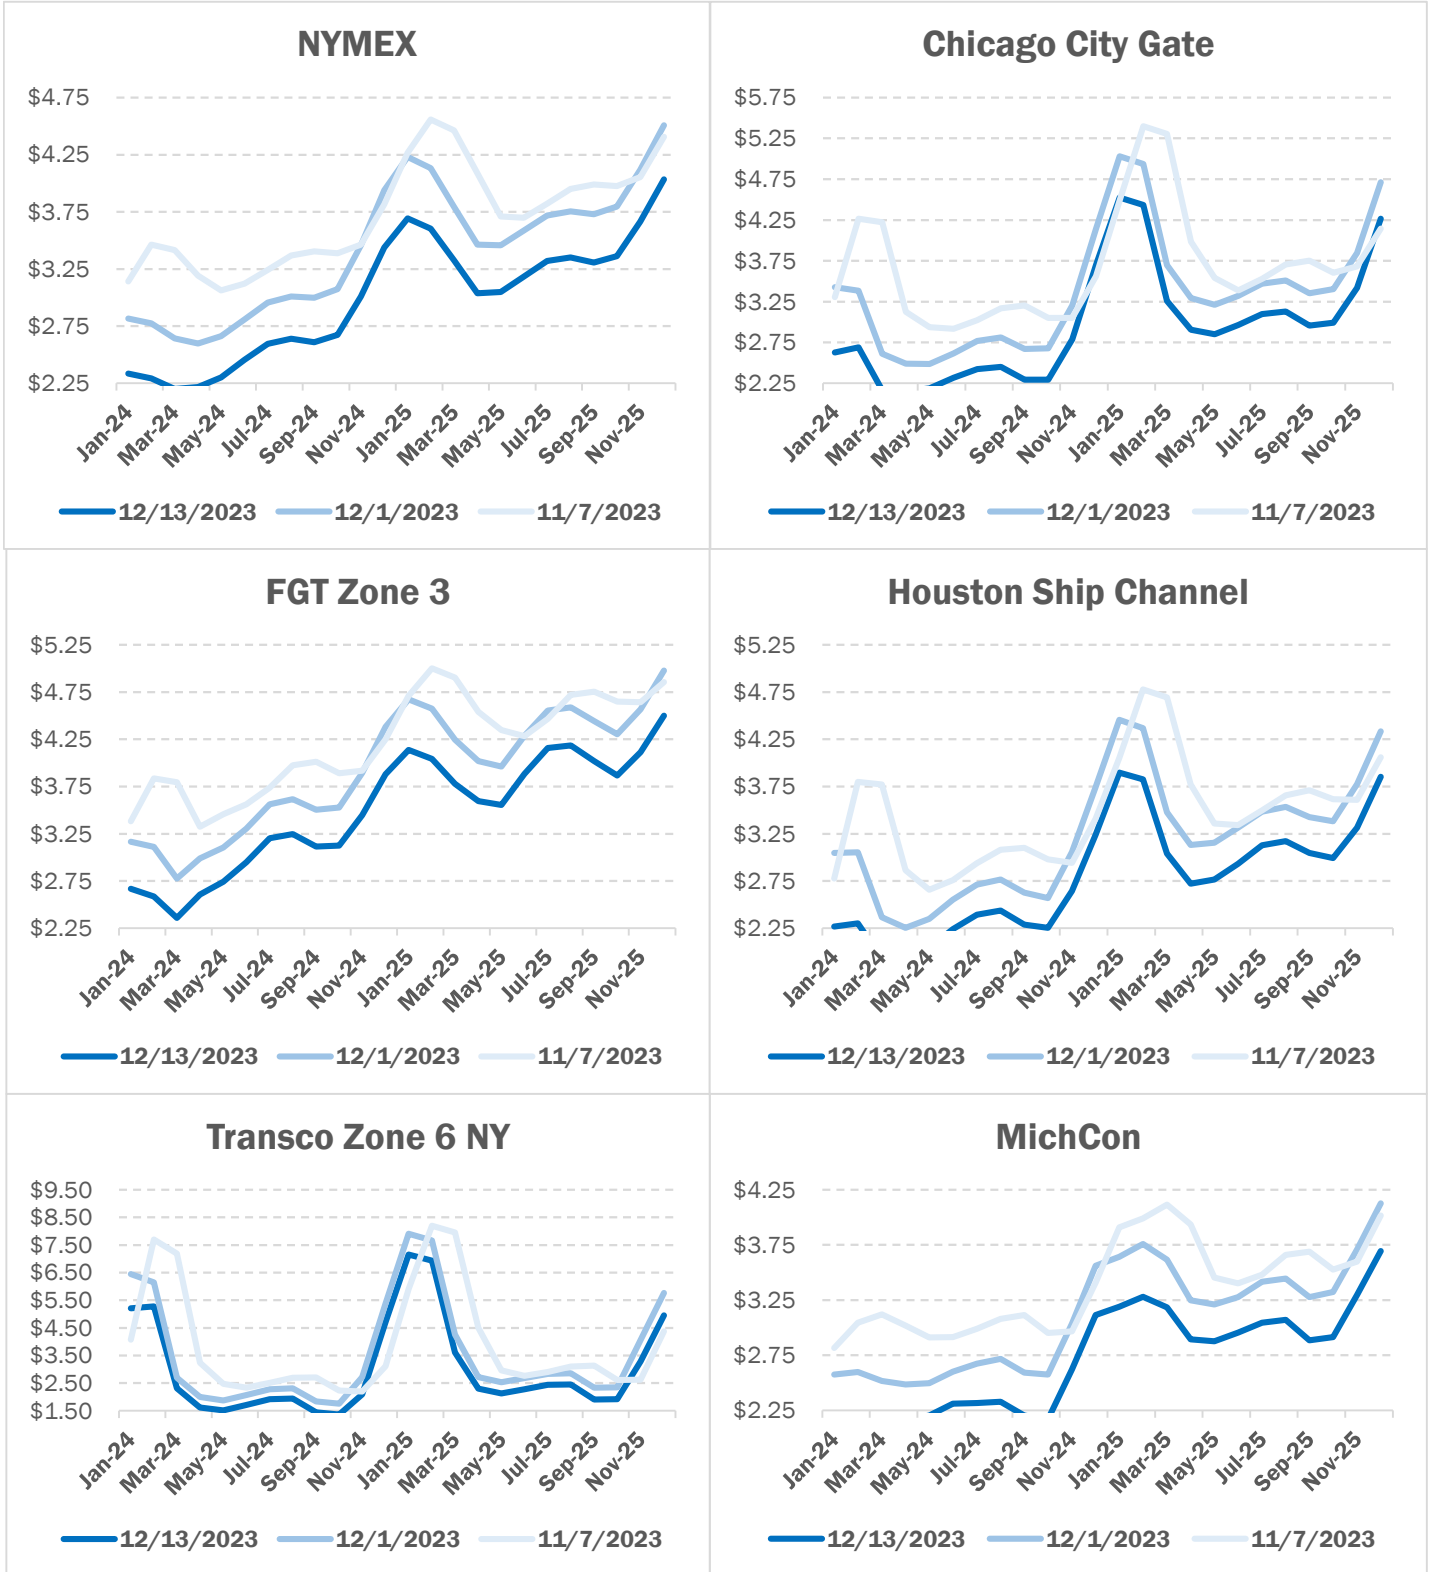 NYMEX
$4.75
$4.25
$3.75
$3.25
$2.75
$2.25
Jan-24 Mar-24 May-24 Jul-24 Sep-24 Nov-24 Jan-25 Mar-25 May-25 Jul-25 Sep-25 Nov-25
12/13/2023 12/1/2023 11/7/2023
Chicago City Gate
$5.75
$5.25
$4.75
$4.25
$3.75
$3.25
$2.75
$2.25
Jan-24 Mar-24 May-24 Jul-24 Sep-24 Nov-24 Jan-25 Mar-25 May-25 Jul-25 Sep-25 Nov-25
12/13/2023 12/1/2023 11/7/2023
FGT Zone 3
$5.25
$4.75
$4.25
$3.75
$3.25
$2.75
$2.25
Jan-24 Mar-24 May-24 Jul-24 Sep-24 Nov-24 Jan-25 Mar-25 May-25 Jul-25 Sep-25 Nov-25
12/13/2023 12/1/2023 11/7/2023
Houston Ship Channel
$5.25
$4.75
$4.25
$3.75
$3.25
$2.75
$2.25
Jan-24 Mar-24 May-24 Jul-24 Sep-24 Nov-24 Jan-25 Mar-25 May-25 Jul-25 Sep-25 Nov-25
12/13/2023 12/1/2023 11/7/2023
Transco Zone 6 NY
$9.50
$8.50
$7.50
$6.50
$5.50
$4.50
$3.50
$2.50
$1.50
Jan-24 Mar-24 May-24 Jul-24 Sep-24 Nov-24 Jan-25 Mar-25 May-25 Jul-25 Sep-25 Nov-25
12/13/2023 12/1/2023 11/7/2023
MichCon
$4.25
$3.75
$3.25
$2.75
$2.25
Jan-24 Mar-24 May-24 Jul-24 Sep-24 Nov-24 Jan-25 Mar-25 May-25 Jul-25 Sep-25 Nov-25
12/13/2023 12/1/2023 11/7/2023